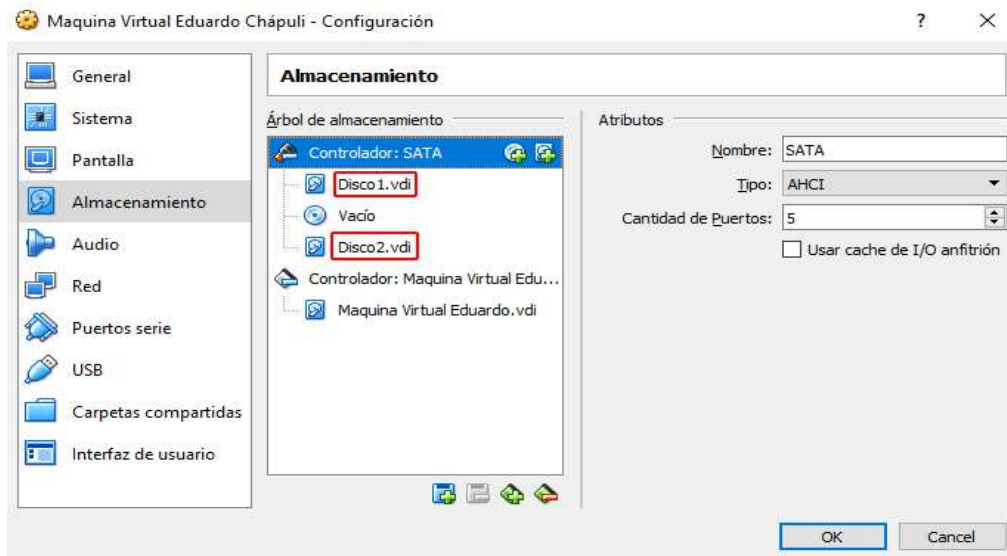 Maquina Virtual Eduardo Chápuli - Configuración
?
General
Sistema
Pantalla
Almacenamiento
Audio
Red
Puertos serie
USB
Carpetas compartidas
Interfaz de usuario
Almacenamiento
Árbol de almacenamiento
Controlador: SATA
Disco1.vdi
Vacío
Disco2.vdi
Controlador: Maquina Virtual Edu...
Maquina Virtual Eduardo.vdi
Atributos
Nombre: SATA
Tipo: AHCI
Cantidad de Puertos: 5
Usar cache de I/O anfitrión
OK Cancel